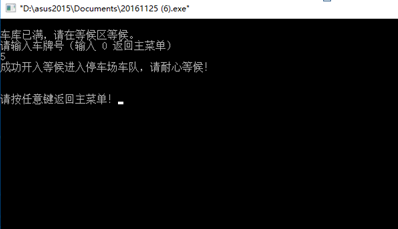 "D:\asus2015\Documents\20161125 (6).exe"
车库已满，请在等候区等候。
请输入车牌号（输入 0 返回主菜单）
5
成功开入等候进入停车场车队，请耐心等候！
请按任意键返回主菜单！